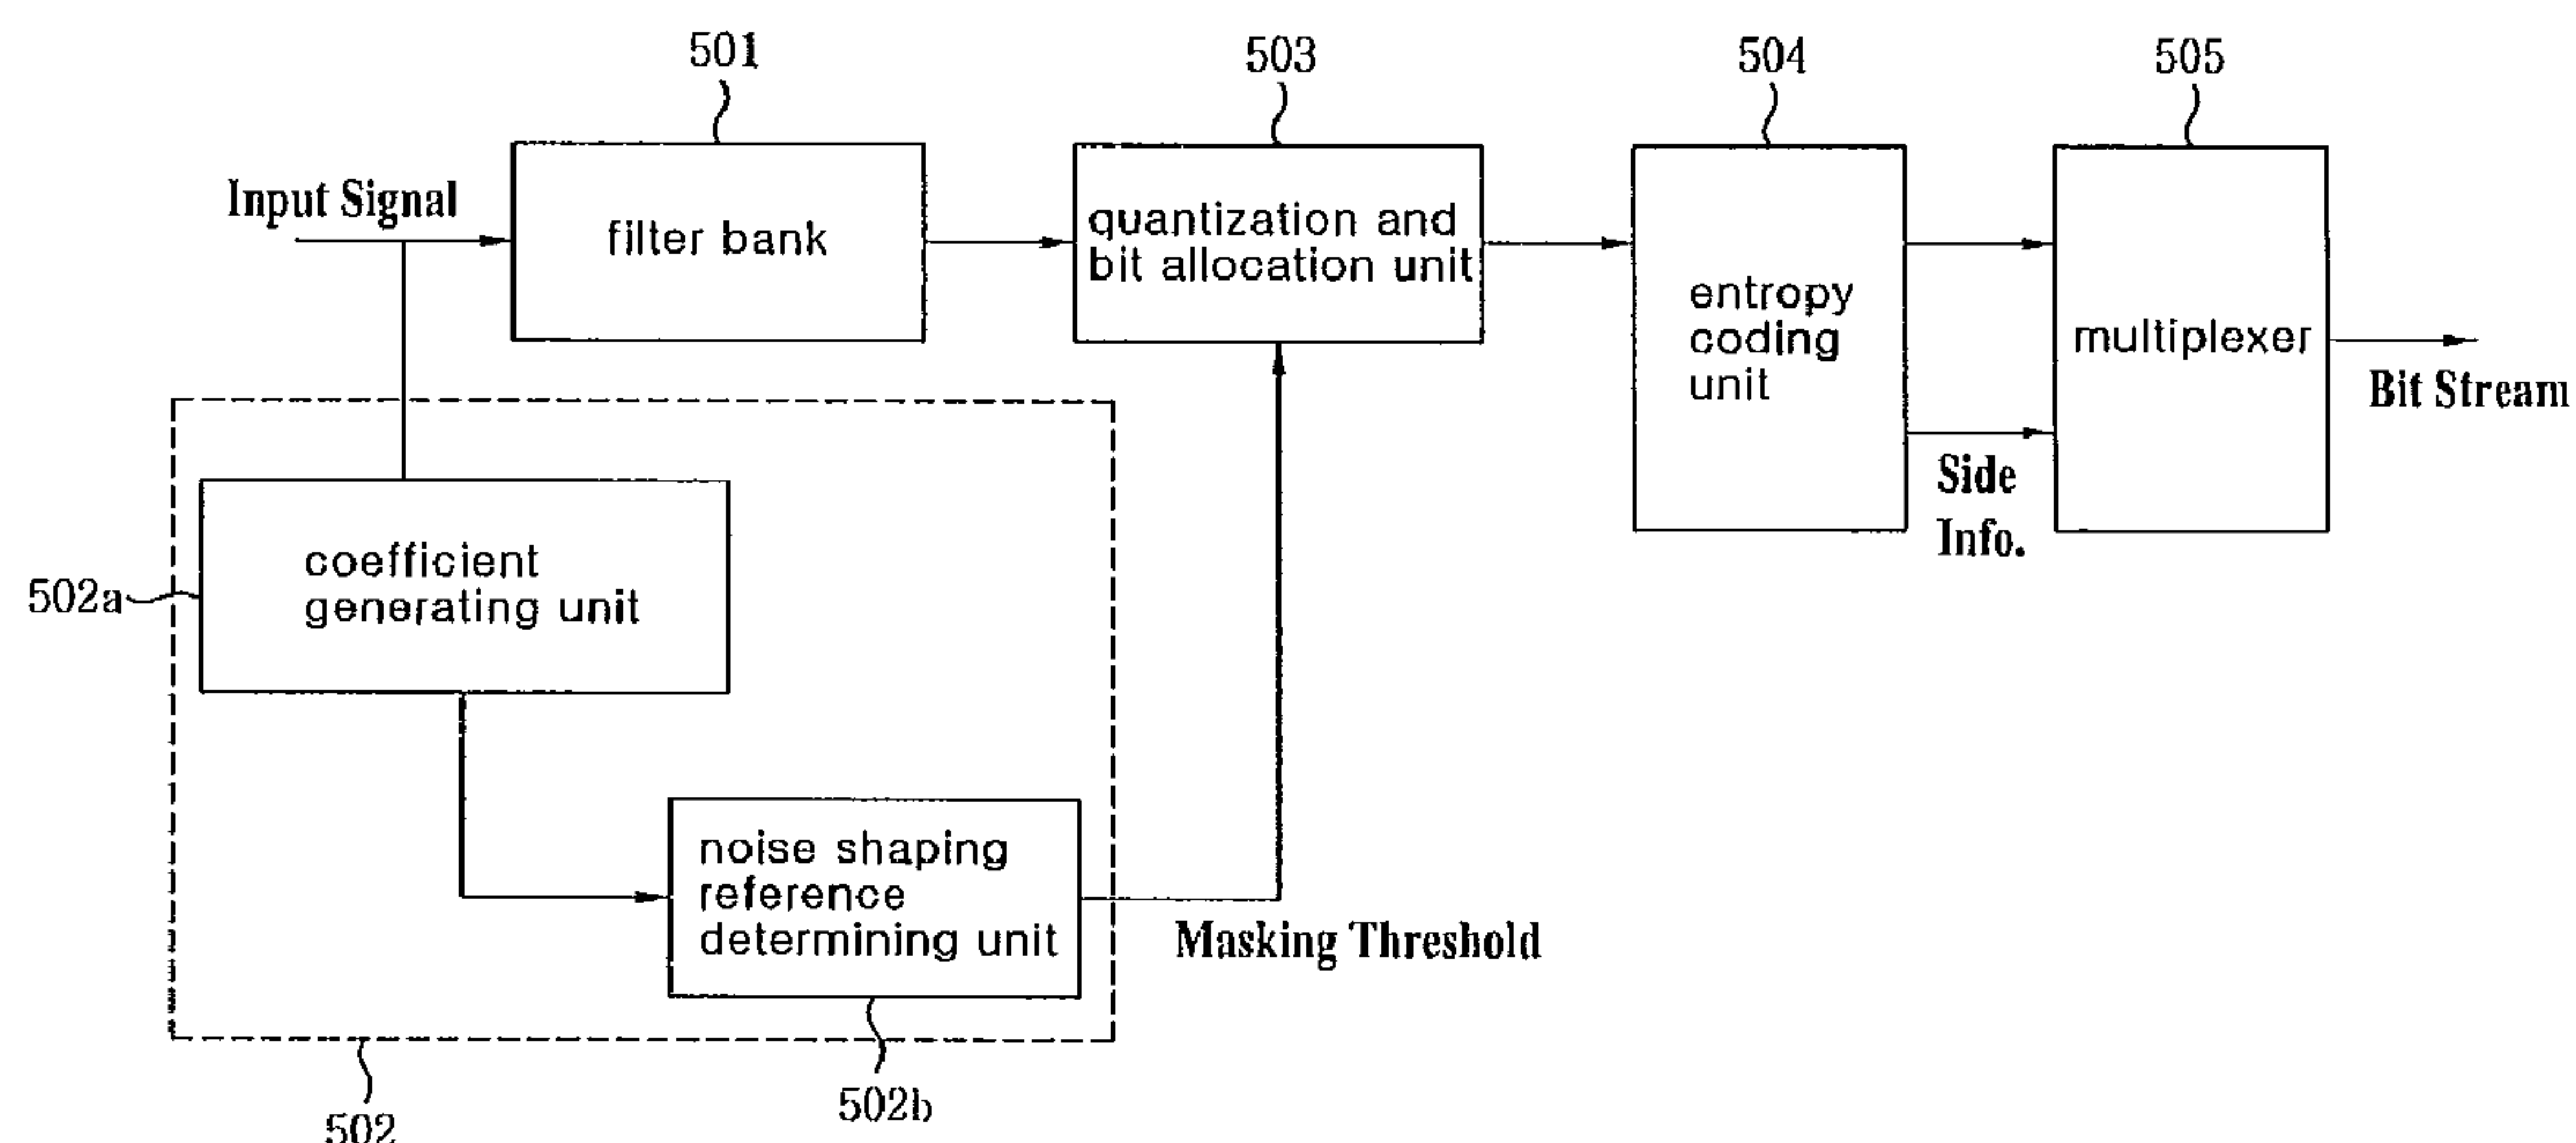 501
503
504
505
Input Signal
filter bank
quantization and
bit allocation unit
entropy
coding
unit
multiplexer
Bit Stream
Side
Info.
coefficient
generating unit
502a
noise shaping
reference
determining unit
Masking Threshold
502b
502